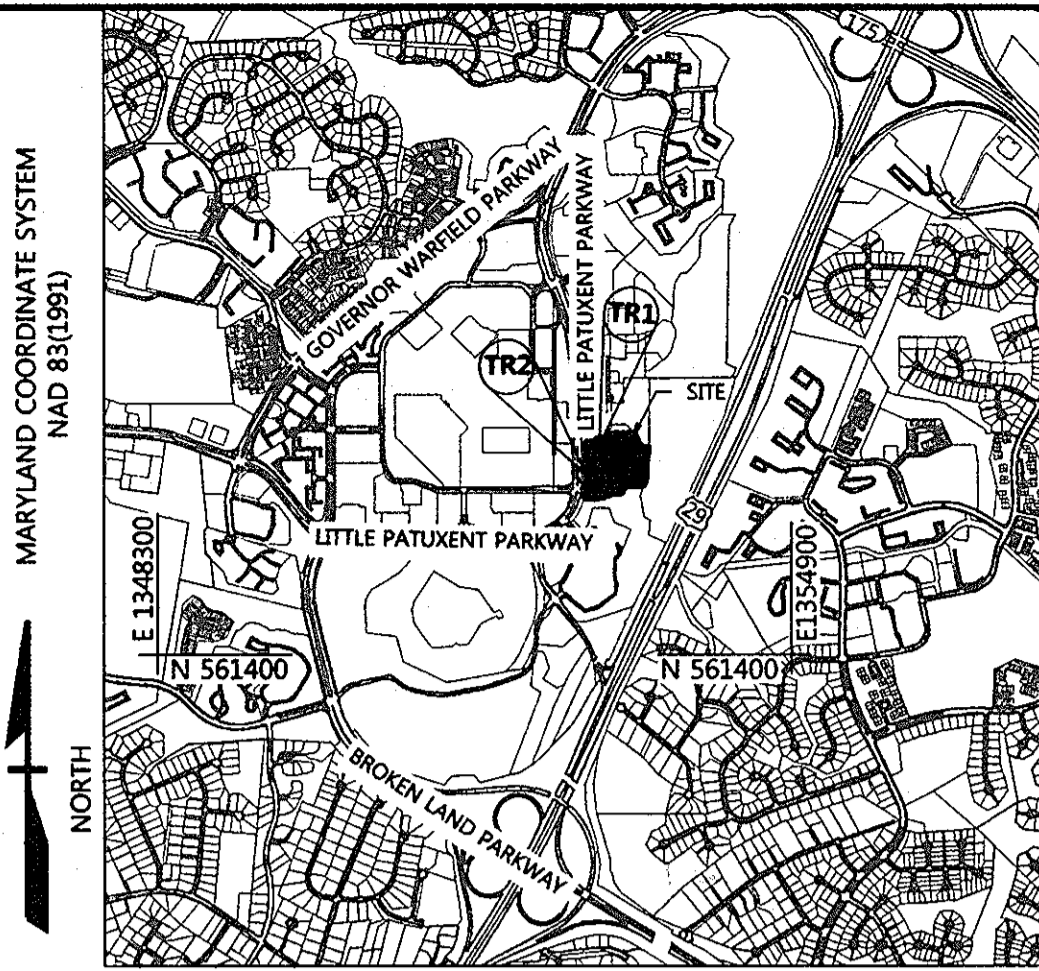 MARYLAND COORDINATE SYSTEM
NAD 83(1991)
NORTH
175
GOVERNOR WARFIELD PARKWAY
LITTLE PATUXENT PARKWAY
TR1
TR2
SITE
LITTLE PATUXENT PARKWAY
29
E 1348300
E1354900
N 561400
N 561400
BROKEN LAND PARKWAY